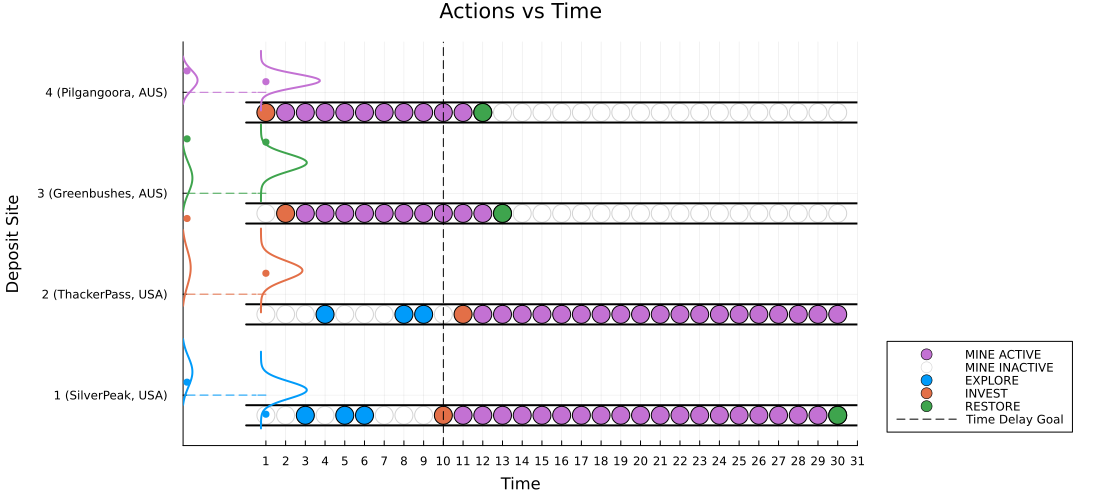 Actions vs Time
Deposit Site
4 (Pilgangoora, AUS)
3 (Greenbushes, AUS)
2 (ThackerPass, USA)
1 (SilverPeak, USA)
1 2 3 4 5 6 7 8 9 10 11 12 13 14 15 16 17 18 19 20 21 22 23 24 25 26 27 28 29 30 31
Time
MINE ACTIVE
MINE INACTIVE
EXPLORE
INVEST
RESTORE
Time Delay Goal